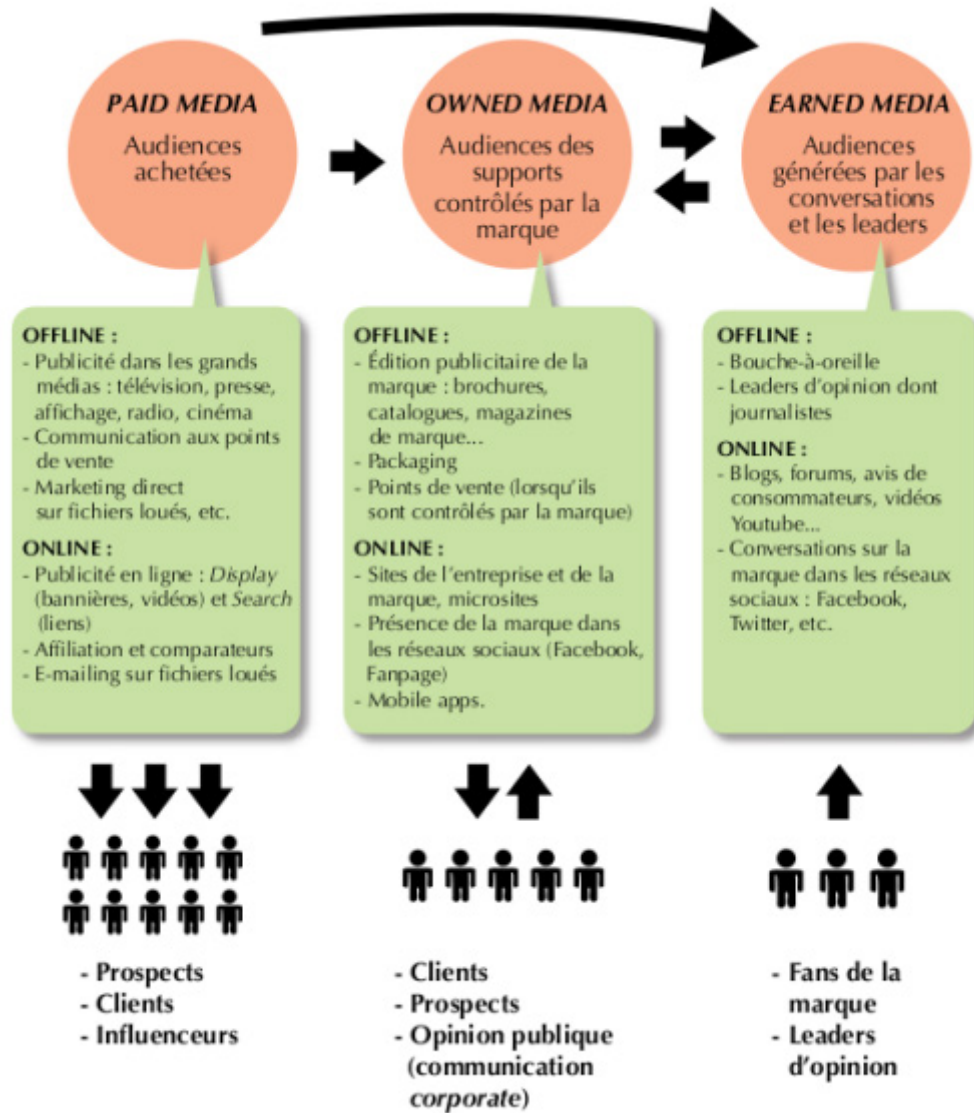 PAID MEDIA
Audiences
achetées
OWNED MEDIA
Audiences des
supports
contrôlés par la
marque
EARNED MEDIA
Audiences
générées par les
conversations
et les leaders
OFFLINE :
- Publicité dans les grands
médias : télévision, presse,
affichage, radio, cinéma
- Communication aux points
de vente
- Marketing direct
sur fichiers loués, etc.
ONLINE :
- Publicité en ligne : Display
(bannières, vidéos) et Search
(liens)
- Affiliation et comparateurs
- E-mailing sur fichiers loués
OFFLINE :
- Édition publicitaire de la
marque : brochures,
catalogues, magazines
de marque...
- Packaging
- Points de vente (lorsqu'ils
sont contrôlés par la marque)
ONLINE :
- Sites de l'entreprise et de la
marque, microsites
- Présence de la marque dans
les réseaux sociaux (Facebook,
Fanpage)
- Mobile apps.
OFFLINE :
- Bouche-à-oreille
- Leaders d'opinion dont
journalistes
ONLINE :
- Blogs, forums, avis de
consommateurs, vidéos
Youtube...
- Conversations sur la
marque dans les réseaux
sociaux : Facebook,
Twitter, etc.
- Prospects
- Clients
- Influenceurs
- Clients
- Prospects
- Opinion publique
(communication
corporate)
- Fans de la
marque
- Leaders
d'opinion